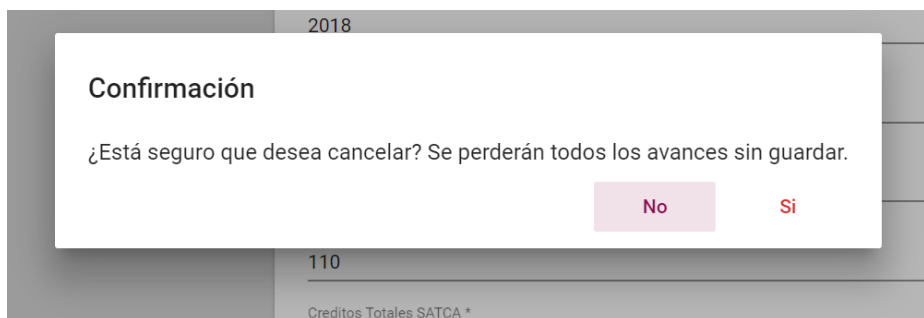 2018
Confirmación
¿Está seguro que desea cancelar? Se perderán todos los avances sin guardar.
No
Si
110
Creditos Totales SATCA *